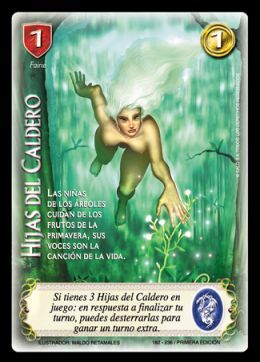 1
1
Faine
HIJAS DEL CALDERO
LAS NIÑAS
DE LOS ÁRBOLES
CUIDAN DE LOS
FRUTOS DE LA
PRIMAVERA, SUS
VOCES SON LA
CANCIÓN DE LA VIDA.
Si tienes 3 Hijas del Caldero en
juego: en respuesta a finalizar tu
turno, puedes desterrarlas para
ganar un turno extra.
ILUSTRADOR: WALDO RETAMALES
182 - 236 / PRIMERA EDICIÓN